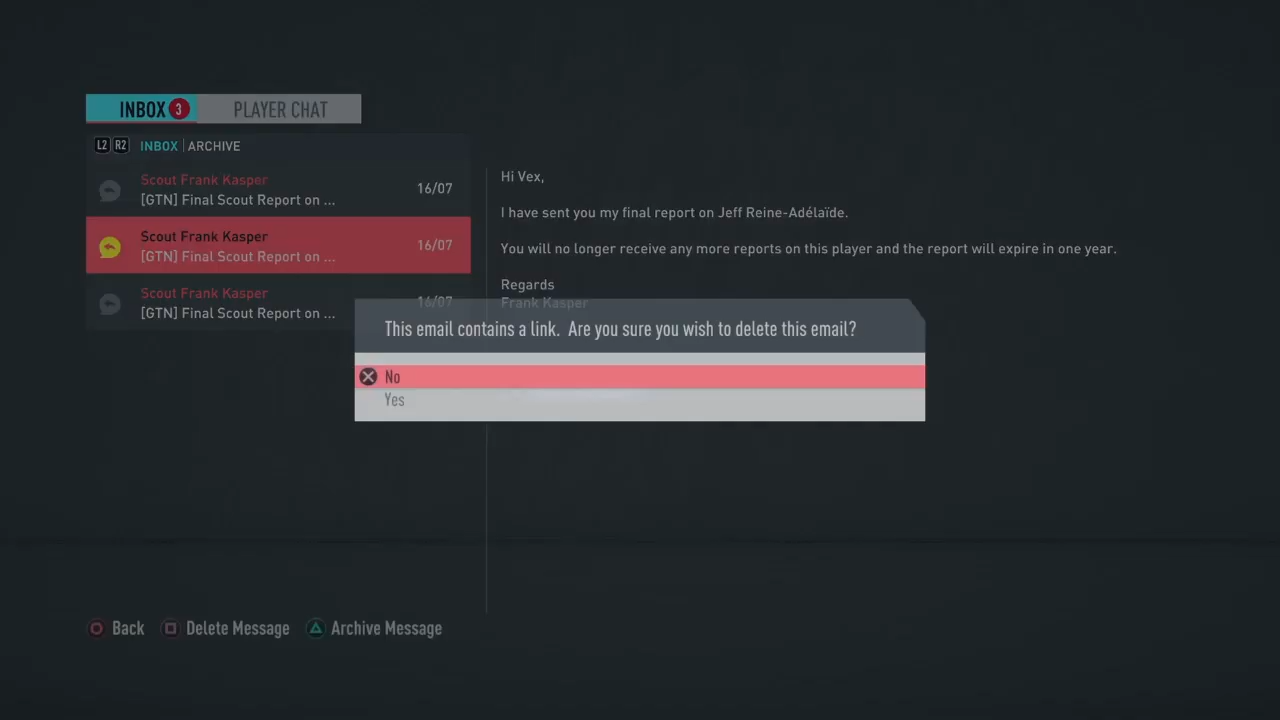 INBOX 3 PLAYER CHAT
L2 R2 INBOX | ARCHIVE
Scout Frank Kasper
[GTN] Final Scout Report on ...
16/07
Scout Frank Kasper
[GTN] Final Scout Report on ...
16/07
Scout Frank Kasper
[GTN] Final Scout Report on ...
16/07
Hi Vex,
I have sent you my final report on Jeff Reine-Adélaïde.
You will no longer receive any more reports on this player and the report will expire in one year.
Regards
Frank Kasper
This email contains a link. Are you sure you wish to delete this email?
No
Yes
Back Delete Message Archive Message